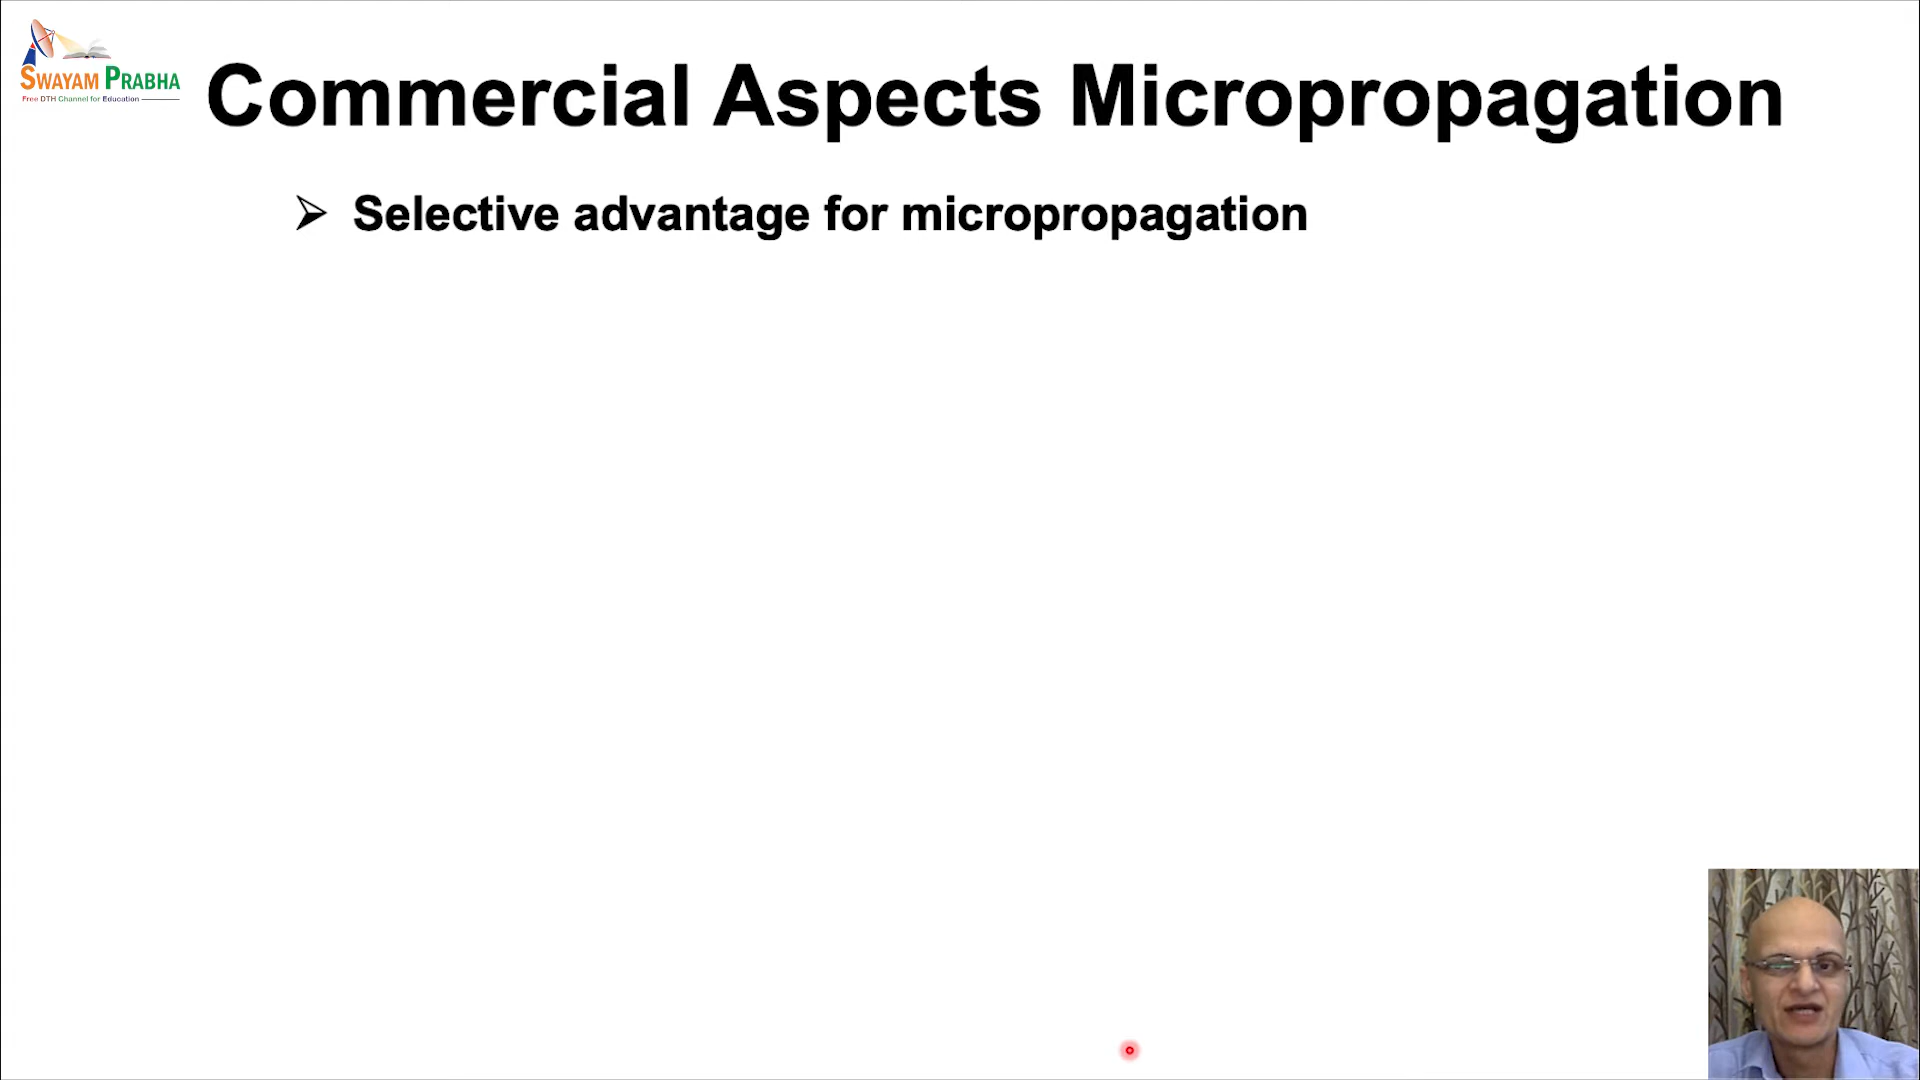 SWAYAM PRABHA
Free DTH Channel for Education
Commercial Aspects Micropropagation
➢ Selective advantage for micropropagation